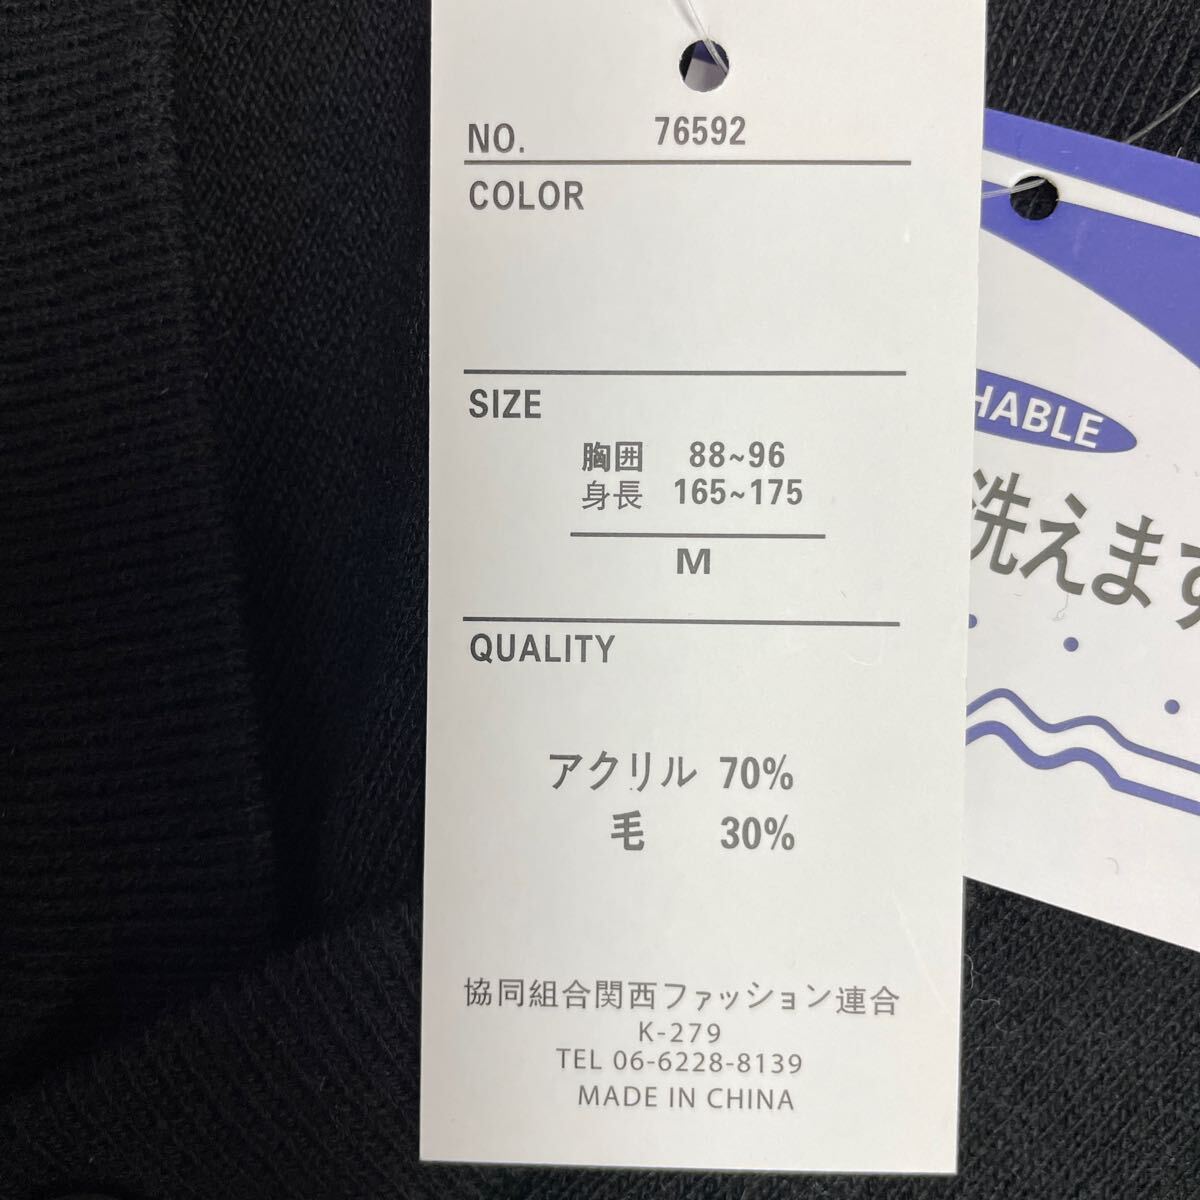 NO. 76592
COLOR
SIZE
胸囲 88~96
身長 165~175
M
QUALITY
アクリル 70%
毛 30%
協同組合関西ファッション連合
K-279
TEL 06-6228-8139
MADE IN CHINA
HABLE
洗えます